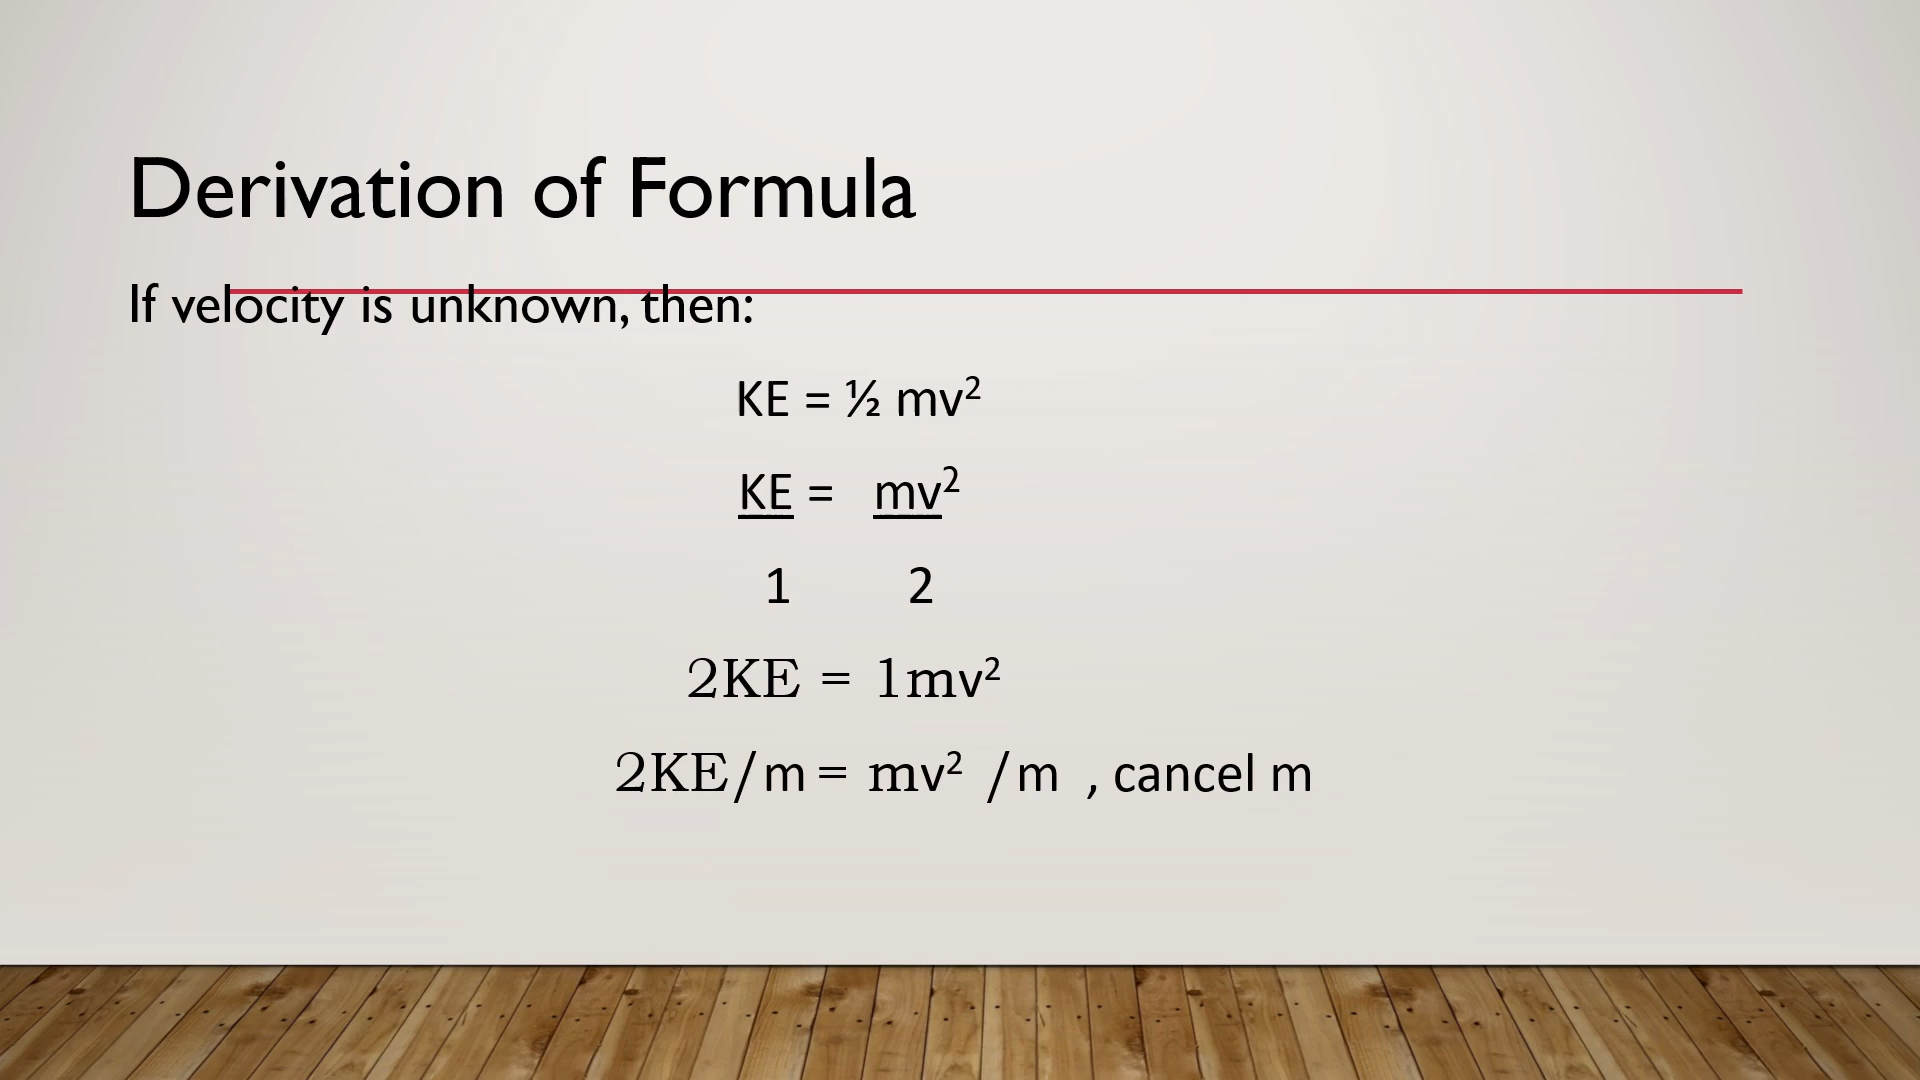 Derivation of Formula
If velocity is unknown, then:
KE = ½ mv²
KE = mv²
1 2
2KE = 1mv²
2KE/m = mv² /m , cancel m